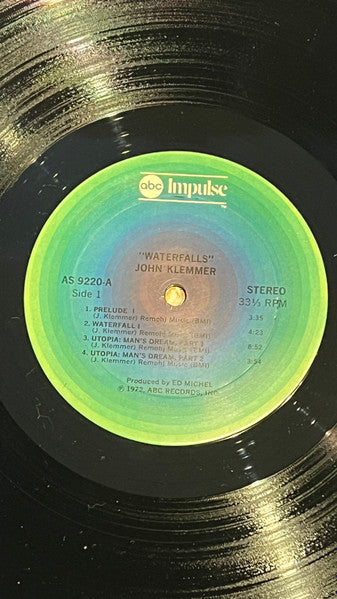 abc Impulse
"WATERFALLS"
JOHN KLEMMER
AS 9220-A
Side 1
STEREO
33⅓ RPM
1. PRELUDE I 3:35
(J. Klemmer) Remohj Music (BMI)
2. WATERFALL I 4:23
(J. Klemmer) Remohj Music (BMI)
3. UTOPIA: MAN'S DREAM, PART 1 8:52
(J. Klemmer) Remohj Music (BMI)
4. UTOPIA: MAN'S DREAM, PART 2 3:54
(J. Klemmer) Remohj Music (BMI)
Produced by ED MICHEL
℗ 1972, ABC RECORDS, INC.